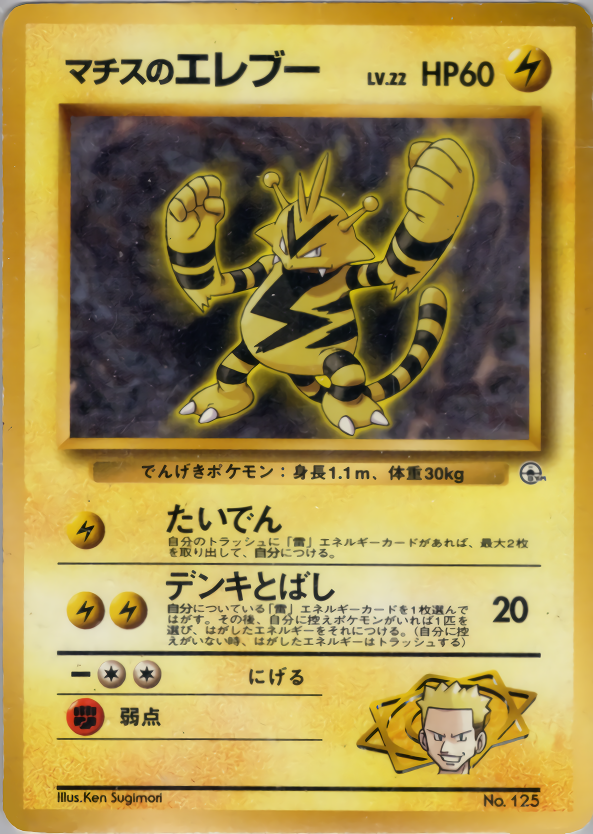 マチスのエレブー LV.22 HP60
でんげきポケモン：身長1.1m、体重30kg
たいでん
自分のトラッシュに「雷」エネルギーカードがあれば、最大2枚
を取り出して、自分につける。
デンキとばし 20
自分についている「雷」エネルギーカードを1枚選んで
はがす。その後、自分に控えポケモンがいれば1匹を
選び、はがしたエネルギーをそれにつける。（自分に控
えがいない時、はがしたエネルギーはトラッシュする）
にげる
弱点
Illus.Ken Sugimori No. 125